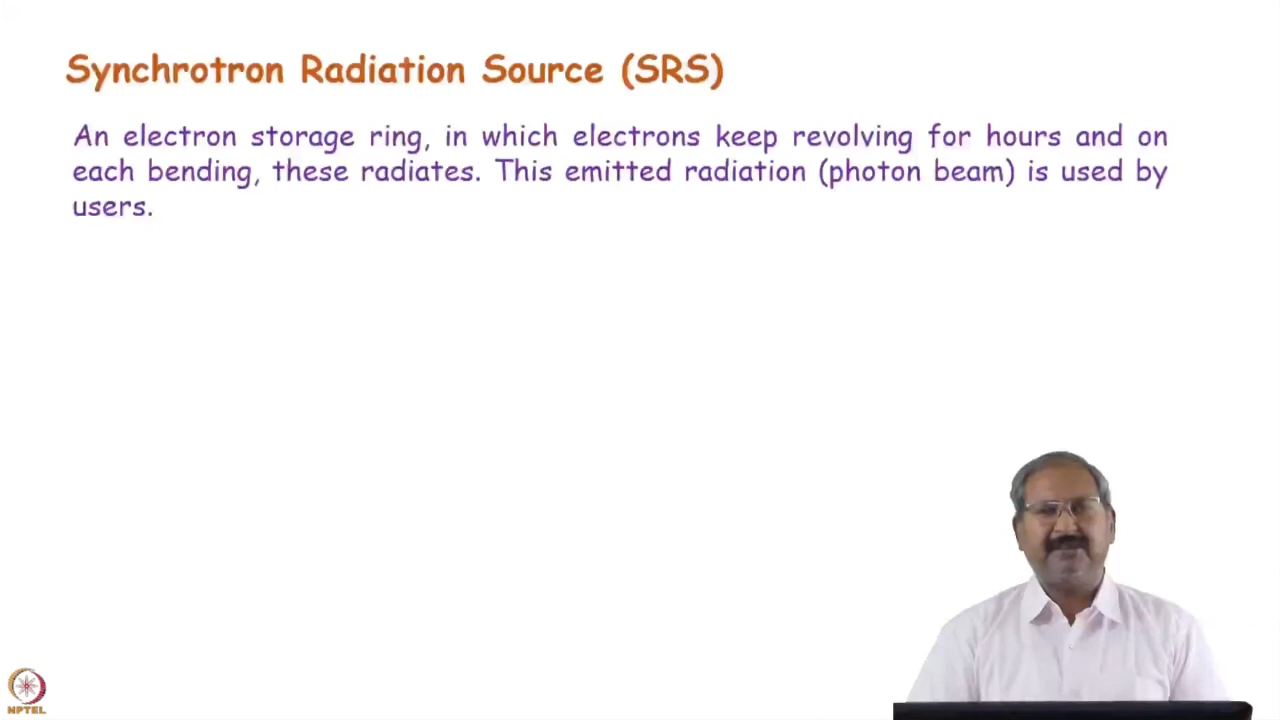 Synchrotron Radiation Source (SRS)
An electron storage ring, in which electrons keep revolving for hours and on
each bending, these radiates. This emitted radiation (photon beam) is used by
users.
NPTEL